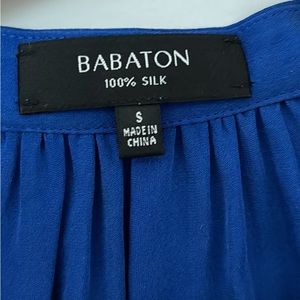 BABATON
100% SILK
S
MADE IN
CHINA